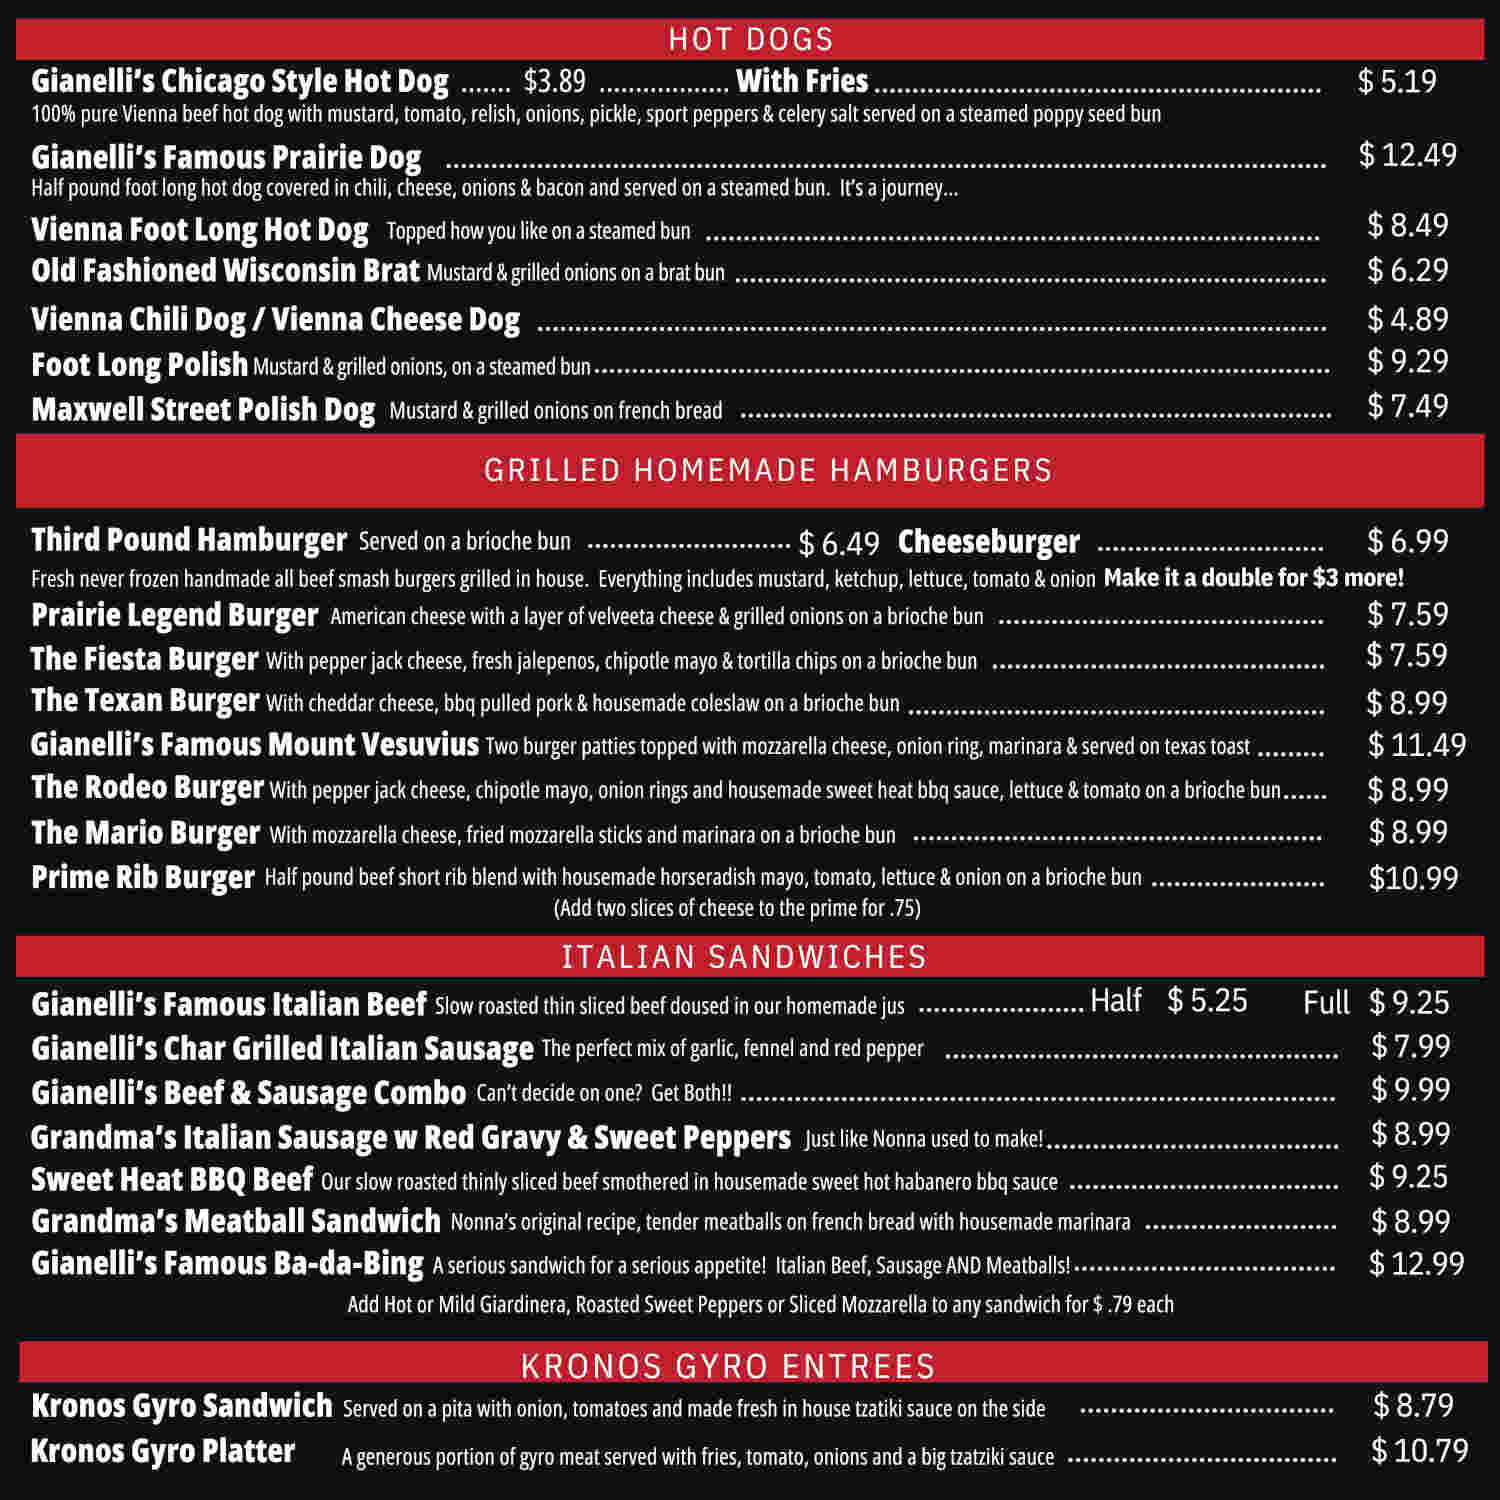 HOT DOGS
Gianelli's Chicago Style Hot Dog ....... $3.89 .................. With Fries ............................................................ $ 5.19
100% pure Vienna beef hot dog with mustard, tomato, relish, onions, pickle, sport peppers & celery salt served on a steamed poppy seed bun
Gianelli's Famous Prairie Dog ............................................................ $ 12.49
Half pound foot long hot dog covered in chili, cheese, onions & bacon and served on a steamed bun. It's a journey...
Vienna Foot Long Hot Dog Topped how you like on a steamed bun ............................................................ $ 8.49
Old Fashioned Wisconsin Brat Mustard & grilled onions on a brat bun ............................................................ $ 6.29
Vienna Chili Dog / Vienna Cheese Dog ............................................................ $ 4.89
Foot Long Polish Mustard & grilled onions, on a steamed bun ............................................................ $ 9.29
Maxwell Street Polish Dog Mustard & grilled onions on french bread ............................................................ $ 7.49
GRILLED HOMEMADE HAMBURGERS
Third Pound Hamburger Served on a brioche bun ........................... $ 6.49 Cheeseburger .............................. $ 6.99
Fresh never frozen handmade all beef smash burgers grilled in house. Everything includes mustard, ketchup, lettuce, tomato & onion Make it a double for $3 more!
Prairie Legend Burger American cheese with a layer of velveeta cheese & grilled onions on a brioche bun ............................................ $ 7.59
The Fiesta Burger With pepper jack cheese, fresh jalepenos, chipotle mayo & tortilla chips on a brioche bun ............................................ $ 7.59
The Texan Burger With cheddar cheese, bbq pulled pork & housemade coleslaw on a brioche bun ....................................................... $ 8.99
Gianelli's Famous Mount Vesuvius Two burger patties topped with mozzarella cheese, onion ring, marinara & served on texas toast ......... $ 11.49
The Rodeo Burger With pepper jack cheese, chipotle mayo, onion rings and housemade sweet heat bbq sauce, lettuce & tomato on a brioche bun...... $ 8.99
The Mario Burger With mozzarella cheese, fried mozzarella sticks and marinara on a brioche bun ...................................................... $ 8.99
Prime Rib Burger Half pound beef short rib blend with housemade horseradish mayo, tomato, lettuce & onion on a brioche bun ....................... $10.99
(Add two slices of cheese to the prime for .75)
ITALIAN SANDWICHES
Gianelli's Famous Italian Beef Slow roasted thin sliced beef doused in our homemade jus ...................... Half $ 5.25 Full $ 9.25
Gianelli's Char Grilled Italian Sausage The perfect mix of garlic, fennel and red pepper .................................................... $ 7.99
Gianelli's Beef & Sausage Combo Can't decide on one? Get Both!! ............................................................ $ 9.99
Grandma's Italian Sausage w Red Gravy & Sweet Peppers Just like Nonna used to make!....................................... $ 8.99
Sweet Heat BBQ Beef Our slow roasted thinly sliced beef smothered in housemade sweet hot habanero bbq sauce .................................... $ 9.25
Grandma's Meatball Sandwich Nonna's original recipe, tender meatballs on french bread with housemade marinara .......................... $ 8.99
Gianelli's Famous Ba-da-Bing A serious sandwich for a serious appetite! Italian Beef, Sausage AND Meatballs!................................... $ 12.99
Add Hot or Mild Giardinera, Roasted Sweet Peppers or Sliced Mozzarella to any sandwich for $ .79 each
KRONOS GYRO ENTREES
Kronos Gyro Sandwich Served on a pita with onion, tomatoes and made fresh in house tzatiki sauce on the side .................................. $ 8.79
Kronos Gyro Platter A generous portion of gyro meat served with fries, tomato, onions and a big tzatziki sauce .................................... $ 10.79